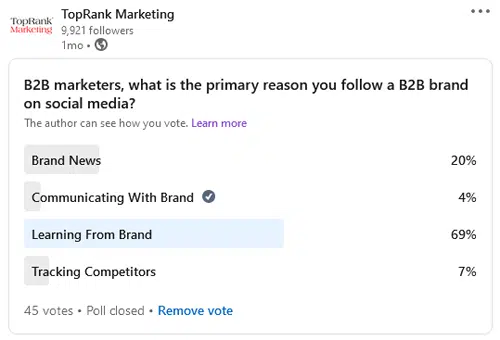 TopRank
Marketing
TopRank Marketing
9,921 followers
1mo •
B2B marketers, what is the primary reason you follow a B2B brand
on social media?
The author can see how you vote. Learn more
Brand News 20%
Communicating With Brand 4%
Learning From Brand 69%
Tracking Competitors 7%
45 votes • Poll closed • Remove vote